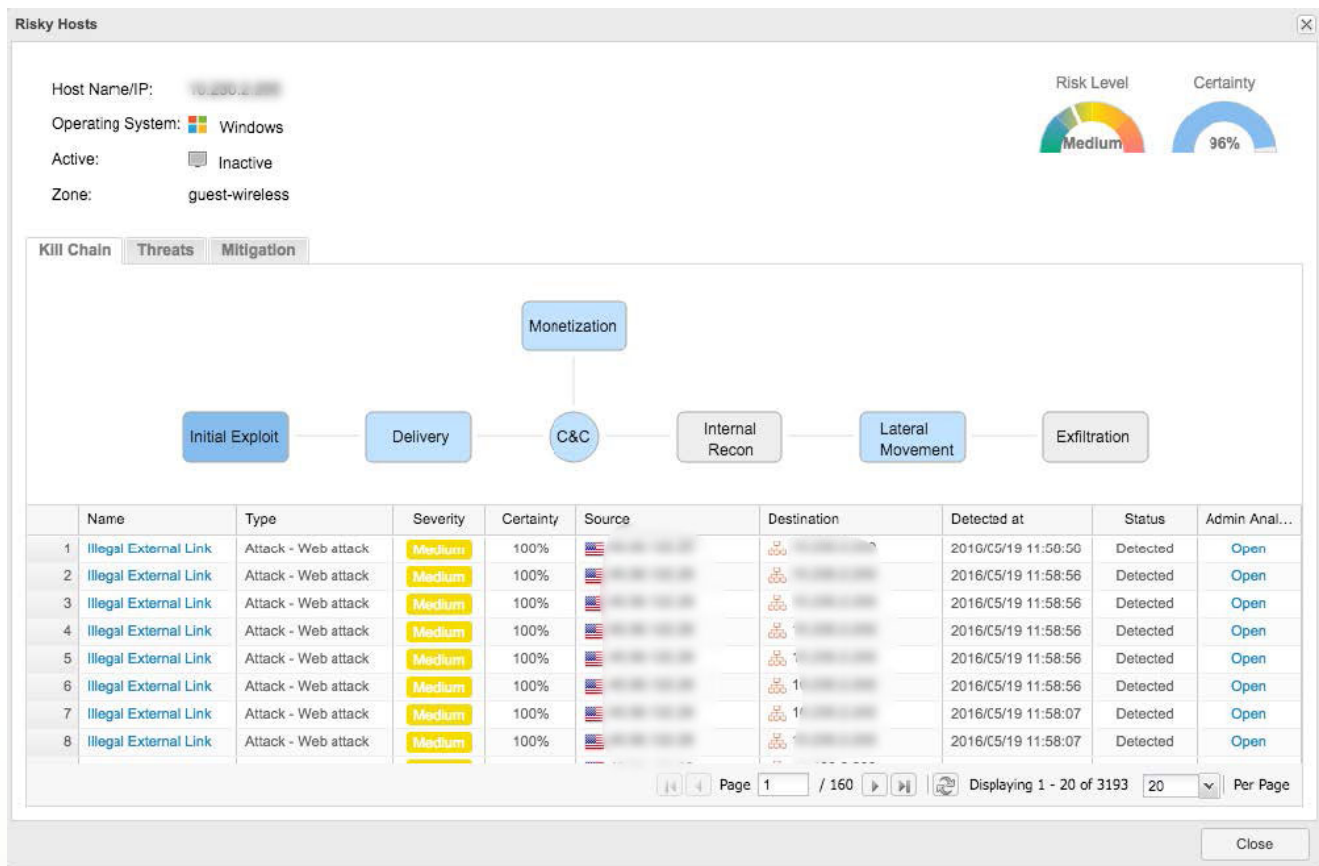 Risky Hosts
Host Name/IP:
Operating System: Windows
Active: Inactive
Zone: guest-wireless
Risk Level
Medium
Certainty
96%
Kill Chain Threats Mitigation
Monetization
Initial Exploit
Delivery
C&C
Internal
Recon
Lateral
Movement
Exfiltration
Name Type Severity Certainty Source Destination Detected at Status Admin Anal...
1 Illegal External Link Attack - Web attack Medium 100% 2016/05/19 11:58:56 Detected Open
2 Illegal External Link Attack - Web attack Medium 100% 2016/05/19 11:58:56 Detected Open
3 Illegal External Link Attack - Web attack Medium 100% 2016/05/19 11:58:56 Detected Open
4 Illegal External Link Attack - Web attack Medium 100% 2016/05/19 11:58:56 Detected Open
5 Illegal External Link Attack - Web attack Medium 100% 2016/05/19 11:58:56 Detected Open
6 Illegal External Link Attack - Web attack Medium 100% 2016/05/19 11:58:56 Detected Open
7 Illegal External Link Attack - Web attack Medium 100% 2016/05/19 11:58:07 Detected Open
8 Illegal External Link Attack - Web attack Medium 100% 2016/05/19 11:58:07 Detected Open
Page 1 / 160 Displaying 1 - 20 of 3193 20 Per Page
Close